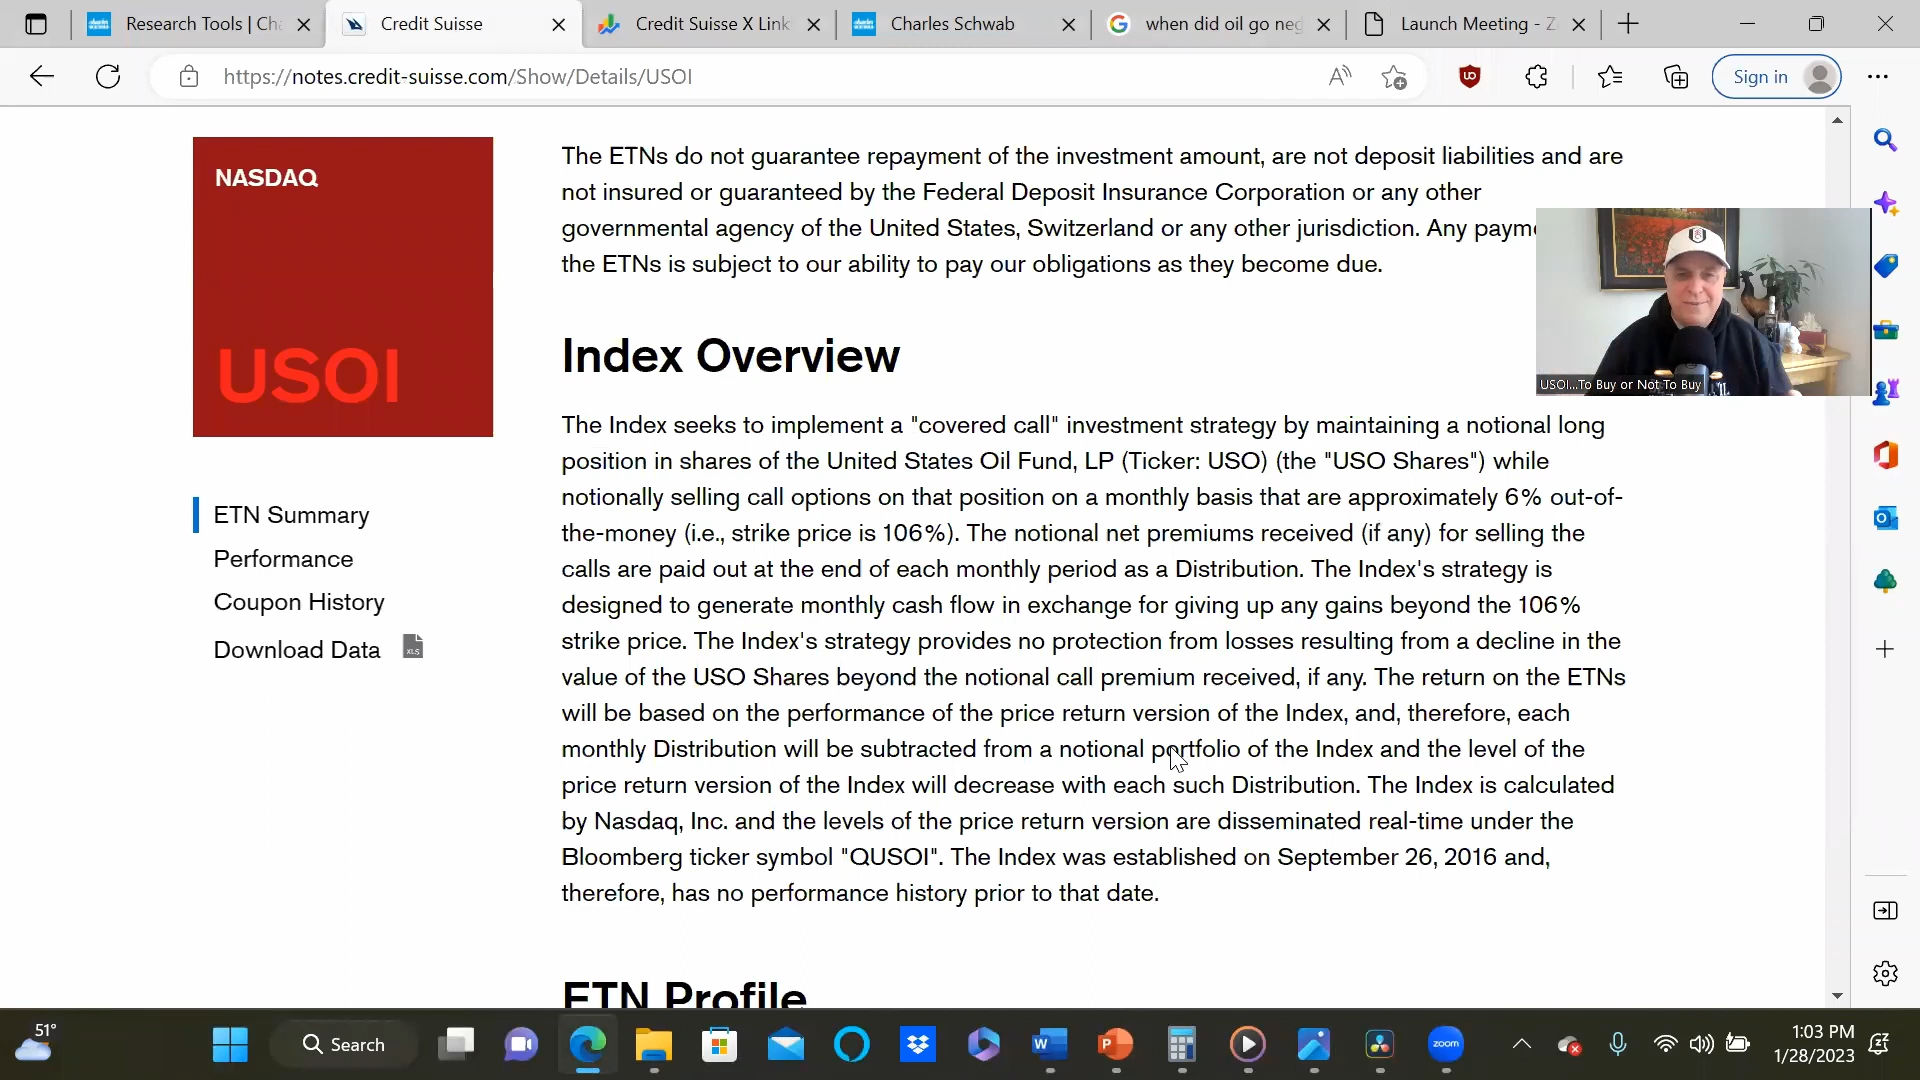 Research Tools | Cha
Credit Suisse
Credit Suisse X Link
Charles Schwab
when did oil go neg
Launch Meeting - Z
https://notes.credit-suisse.com/Show/Details/USOI
Sign in
NASDAQ
USOI
ETN Summary
Performance
Coupon History
Download Data
XLS
The ETNs do not guarantee repayment of the investment amount, are not deposit liabilities and are
not insured or guaranteed by the Federal Deposit Insurance Corporation or any other
governmental agency of the United States, Switzerland or any other jurisdiction. Any payme
the ETNs is subject to our ability to pay our obligations as they become due.
USOI...To Buy or Not To Buy
Index Overview
The Index seeks to implement a "covered call" investment strategy by maintaining a notional long
position in shares of the United States Oil Fund, LP (Ticker: USO) (the "USO Shares") while
notionally selling call options on that position on a monthly basis that are approximately 6% out-of-
the-money (i.e., strike price is 106%). The notional net premiums received (if any) for selling the
calls are paid out at the end of each monthly period as a Distribution. The Index's strategy is
designed to generate monthly cash flow in exchange for giving up any gains beyond the 106%
strike price. The Index's strategy provides no protection from losses resulting from a decline in the
value of the USO Shares beyond the notional call premium received, if any. The return on the ETNs
will be based on the performance of the price return version of the Index, and, therefore, each
monthly Distribution will be subtracted from a notional portfolio of the Index and the level of the
price return version of the Index will decrease with each such Distribution. The Index is calculated
by Nasdaq, Inc. and the levels of the price return version are disseminated real-time under the
Bloomberg ticker symbol "QUSOI". The Index was established on September 26, 2016 and,
therefore, has no performance history prior to that date.
ETN Profile
51°
Search
zoom
1:03 PM
1/28/2023